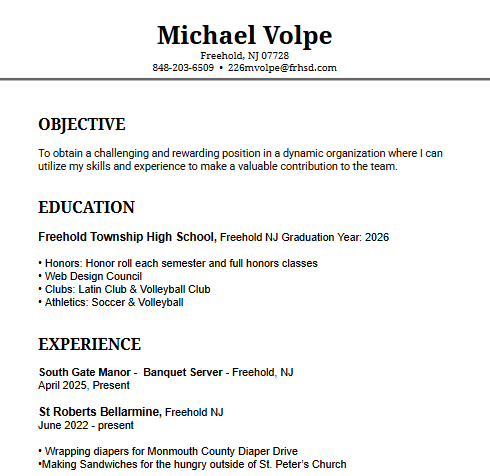 Michael Volpe
Freehold, NJ 07728
848-203-6509 • 226mvolpe@frhsd.com
OBJECTIVE
To obtain a challenging and rewarding position in a dynamic organization where I can
utilize my skills and experience to make a valuable contribution to the team.
EDUCATION
Freehold Township High School, Freehold NJ Graduation Year: 2026
• Honors: Honor roll each semester and full honors classes
• Web Design Council
• Clubs: Latin Club & Volleyball Club
• Athletics: Soccer & Volleyball
EXPERIENCE
South Gate Manor - Banquet Server - Freehold, NJ
April 2025, Present
St Roberts Bellarmine, Freehold NJ
June 2022 - present
• Wrapping diapers for Monmouth County Diaper Drive
•Making Sandwiches for the hungry outside of St. Peter's Church